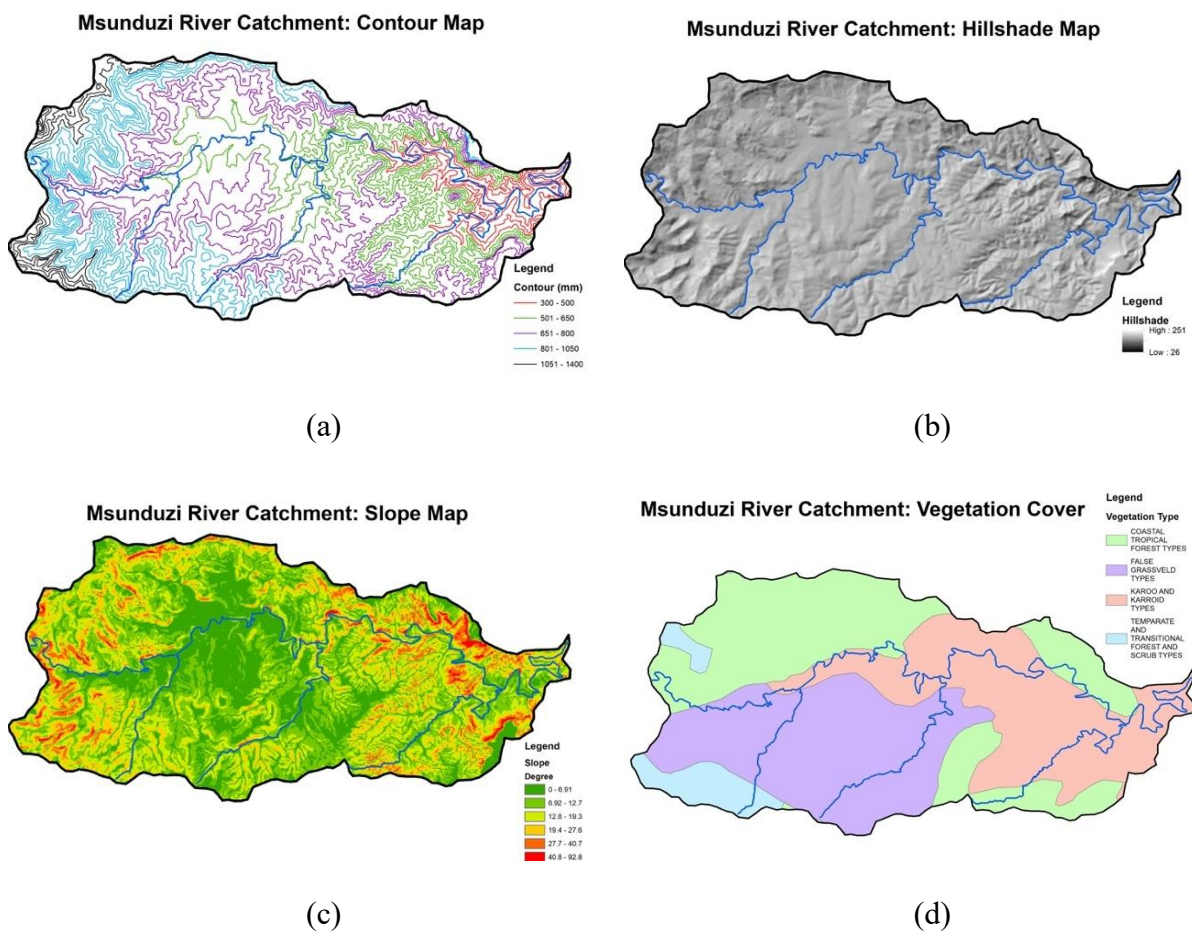 Msunduzi River Catchment: Contour Map
Legend
Contour (mm)
300 - 500
501 - 650
651 - 800
801 - 1050
1051 - 1400
(a)
Msunduzi River Catchment: Hillshade Map
Legend
Hillshade
High : 251
Low : 26
(b)
Msunduzi River Catchment: Slope Map
Legend
Slope
Degree
0 - 6.91
6.92 - 12.7
12.8 - 19.3
19.4 - 27.6
27.7 - 40.7
40.8 - 92.8
(c)
Msunduzi River Catchment: Vegetation Cover
Legend
Vegetation Type
COASTAL
TROPICAL
FOREST TYPES
FALSE
GRASSVELD
TYPES
KAROO AND
KARROID
TYPES
TEMPARATE
AND
TRANSITIONAL
FOREST AND
SCRUB TYPES
(d)